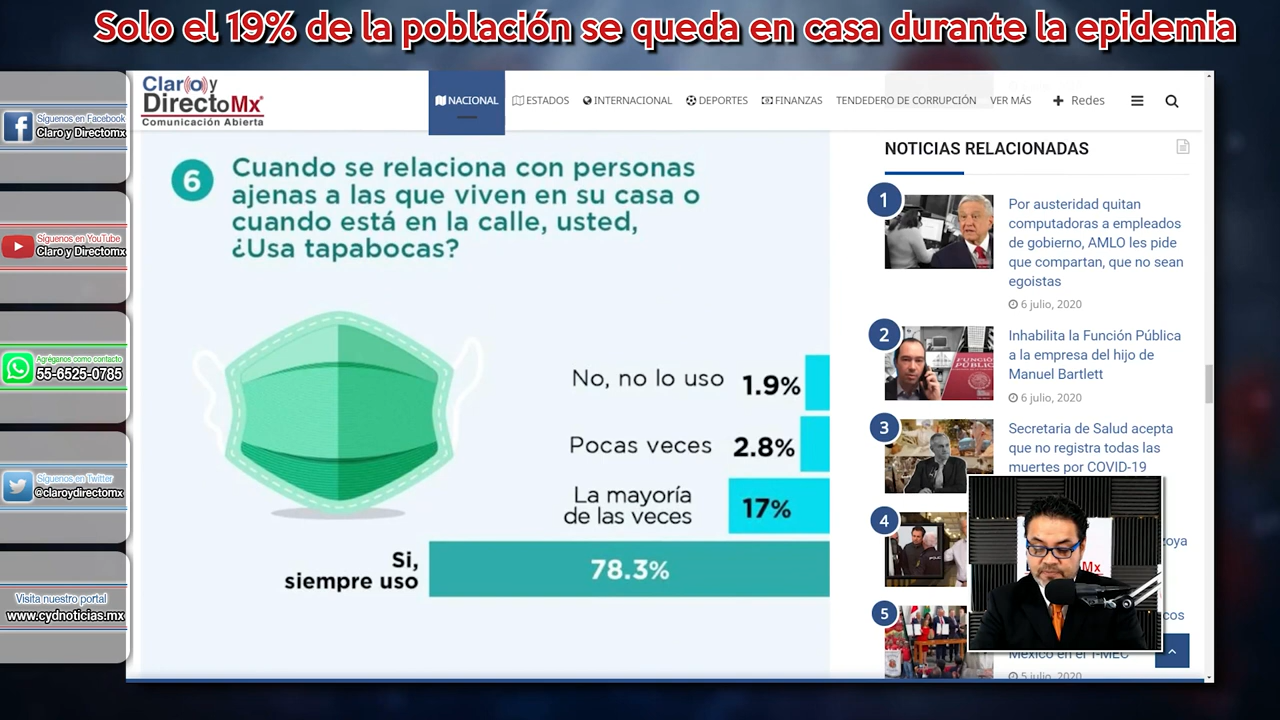 Solo el 19% de la población se queda en casa durante la epidemia
Síguenos en Facebook
Claro y Directomx
Síguenos en YouTube
Claro y Directomx
Agréganos como contacto
55-6525-0785
Síguenos en Twitter
@claroydirectomx
Visita nuestro portal
www.cydnoticias.mx
Claro y
DirectoMx
Comunicación Abierta
NACIONAL
ESTADOS
INTERNACIONAL
DEPORTES
FINANZAS
TENDEDERO DE CORRUPCIÓN
VER MÁS
Redes
6
Cuando se relaciona con personas
ajenas a las que viven en su casa o
cuando está en la calle, usted,
¿Usa tapabocas?
No, no lo uso 1.9%
Pocas veces 2.8%
La mayoría
de las veces 17%
Si,
siempre uso 78.3%
NOTICIAS RELACIONADAS
1
Por austeridad quitan
computadoras a empleados
de gobierno, AMLO les pide
que compartan, que no sean
egoistas
6 julio, 2020
2
Inhabilita la Función Pública
a la empresa del hijo de
Manuel Bartlett
6 julio, 2020
3
Secretaria de Salud acepta
que no registra todas las
muertes por COVID-19
4
5
México en el T-MEC
5 julio, 2020
Mx